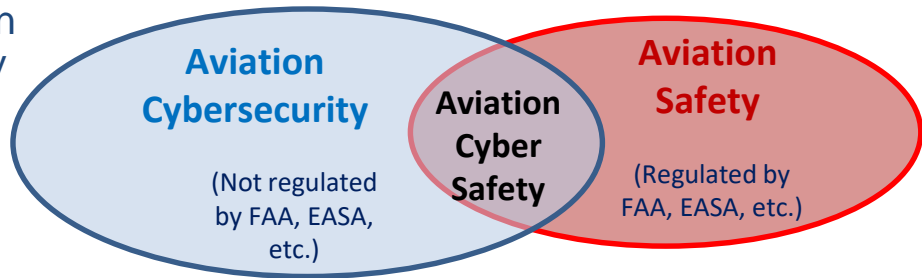 Aviation
Cybersecurity
(Not regulated
by FAA, EASA,
etc.)
Aviation
Cyber
Safety
Aviation
Safety
(Regulated by
FAA, EASA, etc.)